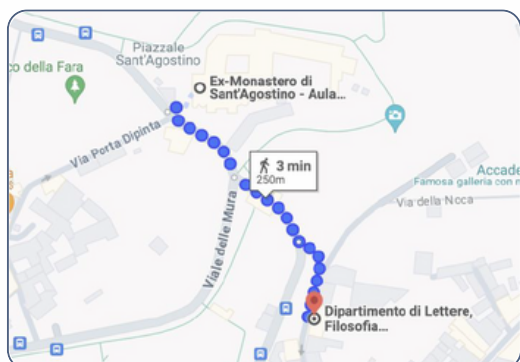 Piazzale
Sant'Agostino
co della Fara
Ex-Monastero di
Sant'Agostino - Aula...
Via Porta Dipinta
3 min
250m
Accade
Famosa galleria con n
Viale delle Mura
Via della Noca
Dipartimento di Lettere,
Filosofia...